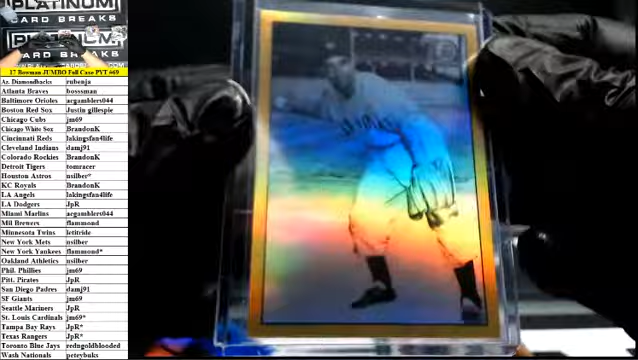 PLATINUM
CARD BREAKS
PLATINUM
CARD BREAKS
17 Bowman JUMBO Full Case PYT #69
Az. Diamondbacks rubenja
Atlanta Braves bosssman
Baltimore Orioles argamblers044
Boston Red Sox Justin gillespie
Chicago Cubs jm69
Chicago White Sox BrandonK
Cincinnati Reds lakingsfan4life
Cleveland Indians damj91
Colorado Rockies BrandonK
Detroit Tigers tomracer
Houston Astros nsilber*
KC Royals BrandonK
LA Angels lakingsfan4life
LA Dodgers JpR
Miami Marlins argamblers044
Mil Brewers flammond
Minnesota Twins letitride
New York Mets nsilber
New York Yankees flammond*
Oakland Athletics nsilber
Phil. Phillies jm69
Pitt. Pirates JpR
San Diego Padres damj91
SF Giants jm69
Seattle Mariners JpR
St. Louis Cardinals jm69*
Tampa Bay Rays JpR*
Texas Rangers JpR*
Toronto Blue Jays redngoldblooded
Wash Nationals peteybuks